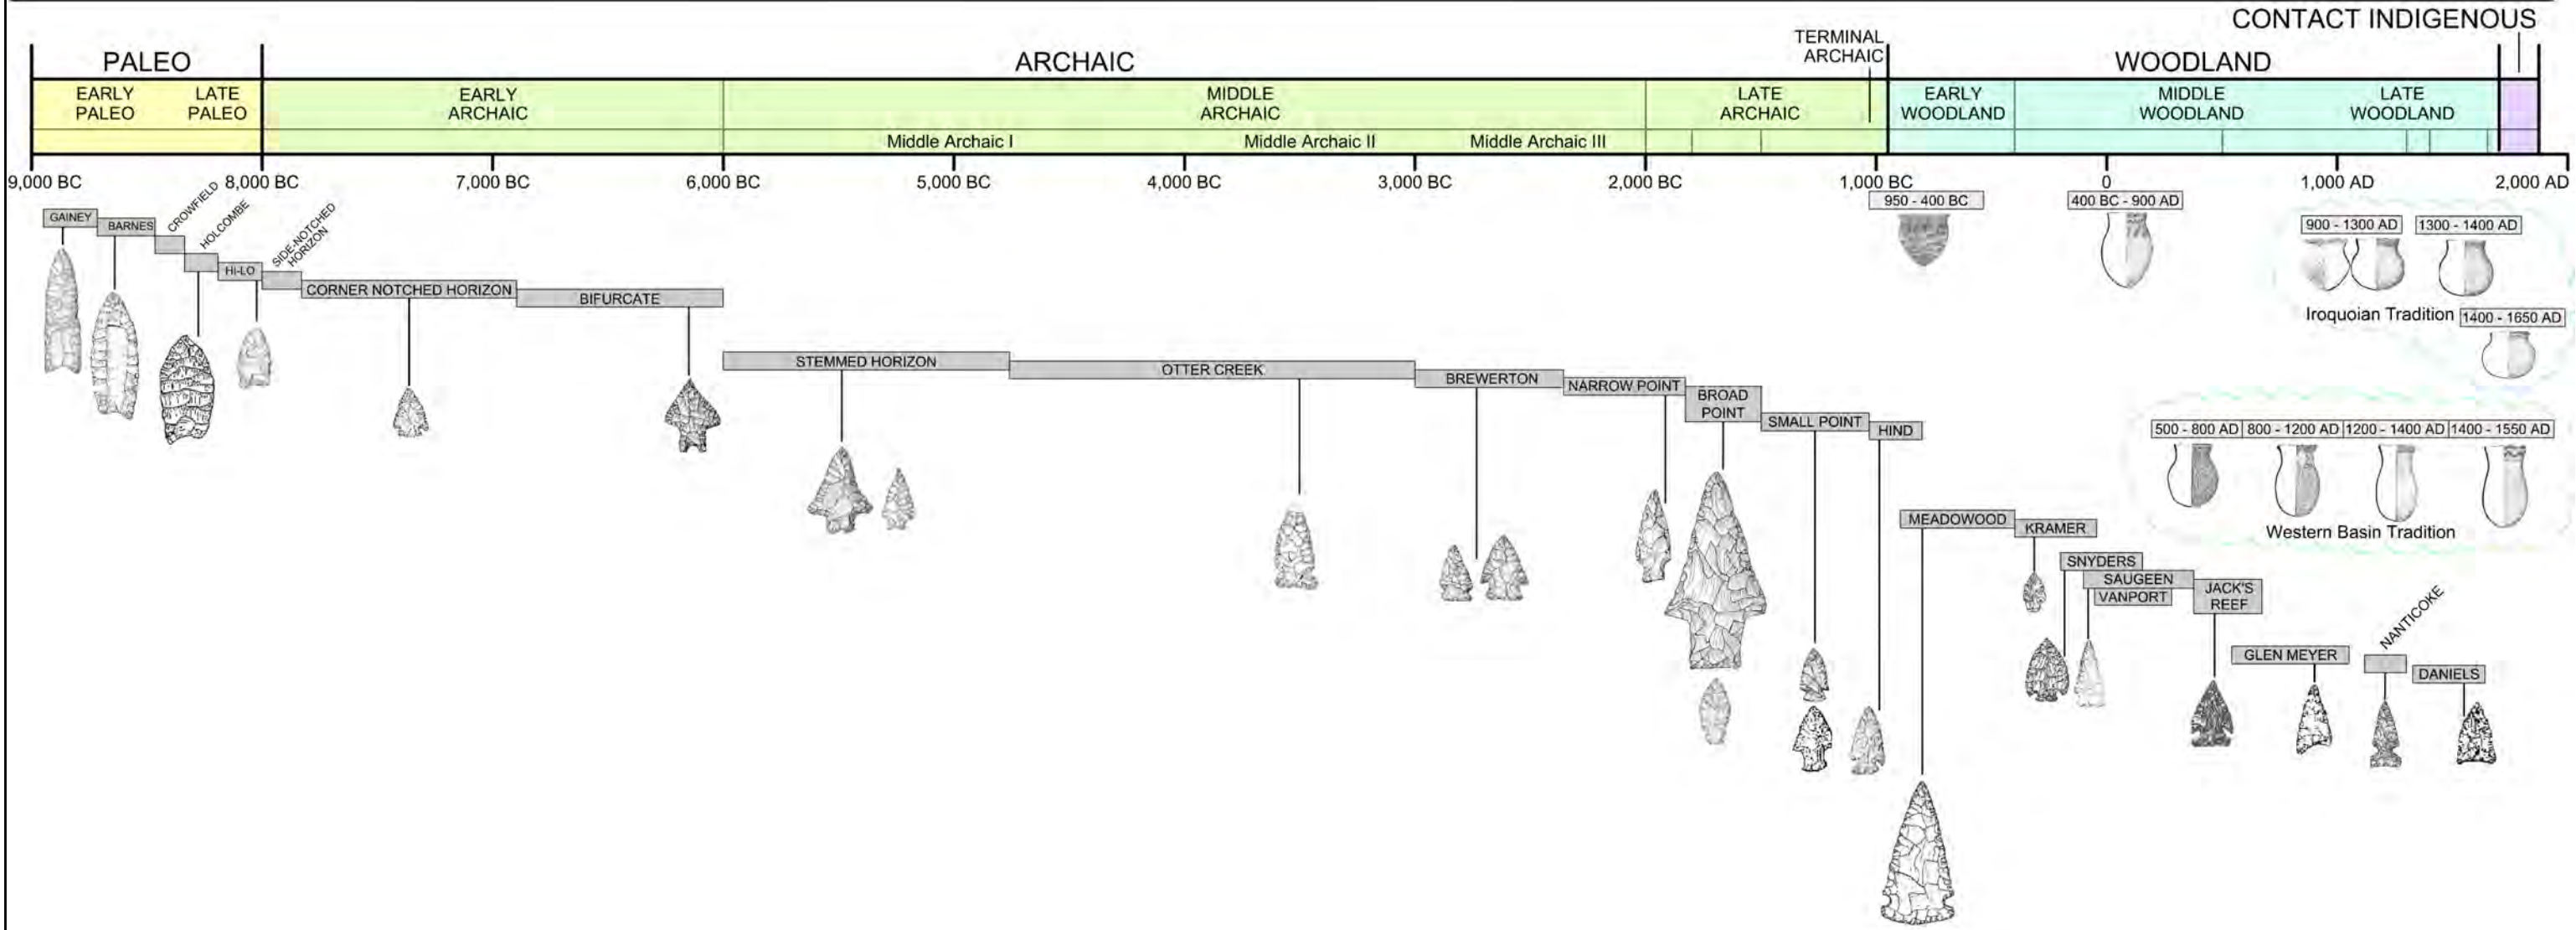 CONTACT INDIGENOUS
PALEO
ARCHAIC
TERMINAL
ARCHAIC
WOODLAND
EARLY
PALEO
LATE
PALEO
EARLY
ARCHAIC
MIDDLE
ARCHAIC
LATE
ARCHAIC
EARLY
WOODLAND
MIDDLE
WOODLAND
LATE
WOODLAND
Middle Archaic I
Middle Archaic II
Middle Archaic III
9,000 BC
8,000 BC
7,000 BC
6,000 BC
5,000 BC
4,000 BC
3,000 BC
2,000 BC
1,000 BC
0
1,000 AD
2,000 AD
GAINEY
BARNES
CROWFIELD
HOLCOMBE
HI-LO
SIDE-NOTCHED
HORIZON
CORNER NOTCHED HORIZON
BIFURCATE
STEMMED HORIZON
OTTER CREEK
BREWERTON
NARROW POINT
BROAD
POINT
SMALL POINT
HIND
950 - 400 BC
400 BC - 900 AD
900 - 1300 AD
1300 - 1400 AD
Iroquoian Tradition
1400 - 1650 AD
500 - 800 AD
800 - 1200 AD
1200 - 1400 AD
1400 - 1550 AD
Western Basin Tradition
MEADOWOOD
KRAMER
SNYDERS
SAUGEEN
VANPORT
JACK'S
REEF
GLEN MEYER
NANTICOKE
DANIELS